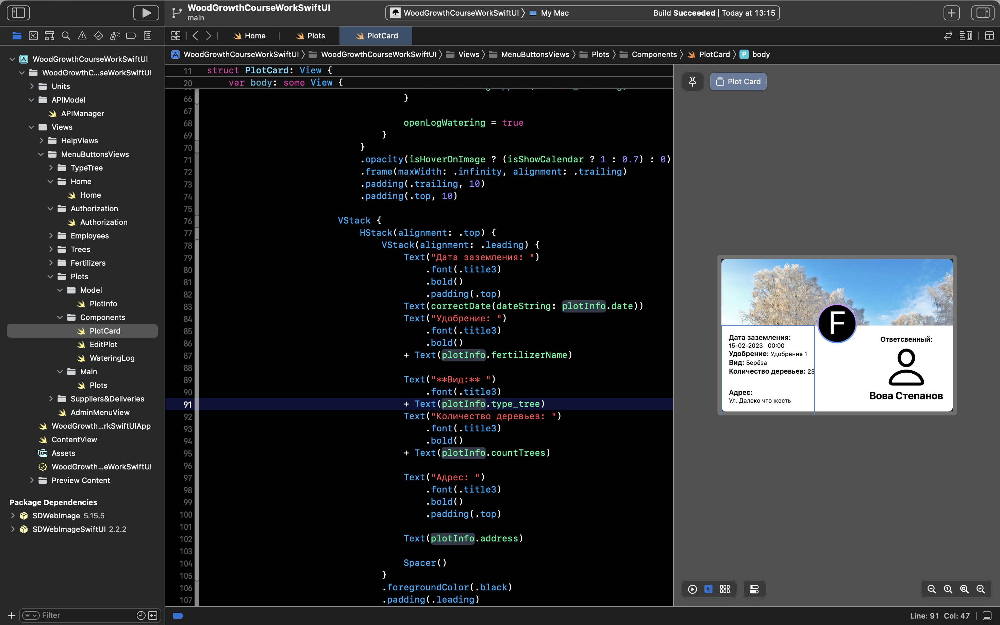 WoodGrowthCourseWorkSwiftUI
main
WoodGrowthCourseWorkSwiftUI 〉 My Mac
Build Succeeded | Today at 13:15
Home
Plots
PlotCard
WoodGrowthCourseWorkSwiftUI 〉 WoodGrowthCourseWorkSwiftUI 〉 Views 〉 MenuButtonsViews 〉 Plots 〉 Components 〉 PlotCard 〉 P body
WoodGrowthCourseWorkSwiftUI
WoodGrowthC...seWorkSwiftUI
Units
APIModel
APIManager
Views
HelpViews
MenuButtonsViews
TypeTree
Home
Home
Authorization
Authorization
Employees
Trees
Fertilizers
Plots
Model
PlotInfo
Components
PlotCard
EditPlot
WateringLog
Main
Plots
Suppliers&Deliveries
AdminMenuView
WoodGrowth...rkSwiftUIApp
ContentView
Assets
WoodGrowth...eWorkSwiftUI
Preview Content
Package Dependencies
SDWebImage 5.15.5
SDWebImageSwiftUI 2.2.2
Filter
11 struct PlotCard: View {
20 var body: some View {
66 }
67
68 openLogWatering = true
69 }
70 }
71 .opacity(isHoverOnImage ? (isShowCalendar ? 1 : 0.7) : 0)
72 .frame(maxWidth: .infinity, alignment: .trailing)
73 .padding(.trailing, 10)
74 .padding(.top, 10)
75
76 VStack {
77 HStack(alignment: .top) {
78 VStack(alignment: .leading) {
79 Text("Дата заземления: ")
80 .font(.title3)
81 .bold()
82 .padding(.top)
83 Text(correctDate(dateString: plotInfo.date))
84 Text("Удобрение: ")
85 .font(.title3)
86 .bold()
87 + Text(plotInfo.fertilizerName)
88
89 Text("**Вид:** ")
90 .font(.title3)
91 + Text(plotInfo.type_tree)
92 Text("Количество деревьев: ")
93 .font(.title3)
94 .bold()
95 + Text(plotInfo.countTrees)
96
97 Text("Адрес: ")
98 .font(.title3)
99 .bold()
100 .padding(.top)
101
102 Text(plotInfo.address)
103
104 Spacer()
105 }
106 .foregroundColor(.black)
107 .padding(.leading)
Plot Card
F
Дата заземления:
15-02-2023 00:00
Удобрение: Удобрение 1
Вид: Берёза
Количество деревьев: 23
Адрес:
Ул. Далеко что жесть
Ответсвенный:
Вова Степанов
Line: 91 Col: 47